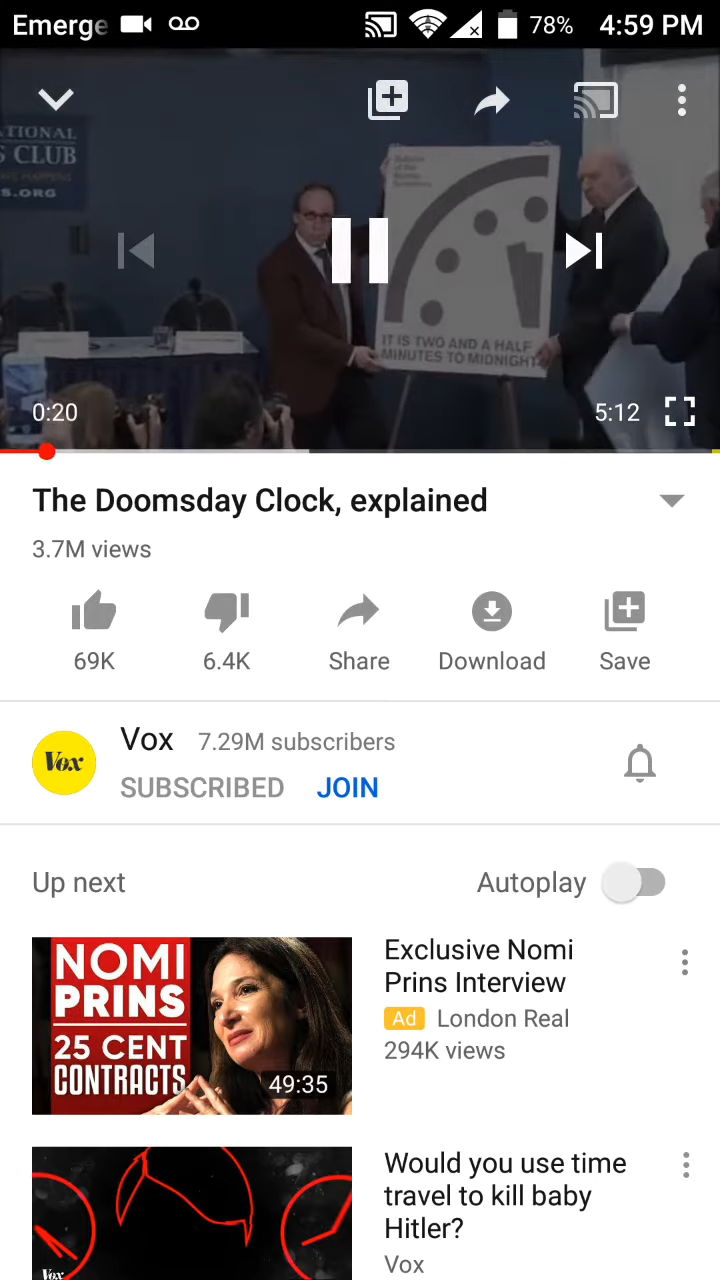 Emerge
78%
4:59 PM
TIONAL
S CLUB
S.ORG
IT IS TWO AND A HALF
MINUTES TO MIDNIGHT
0:20
5:12
The Doomsday Clock, explained
3.7M views
69K
6.4K
Share
Download
Save
Vox
Vox
7.29M subscribers
SUBSCRIBED
JOIN
Up next
Autoplay
NOMI
PRINS
25 CENT
CONTRACTS
49:35
Exclusive Nomi
Prins Interview
Ad London Real
294K views
Vox
Would you use time
travel to kill baby
Hitler?
Vox